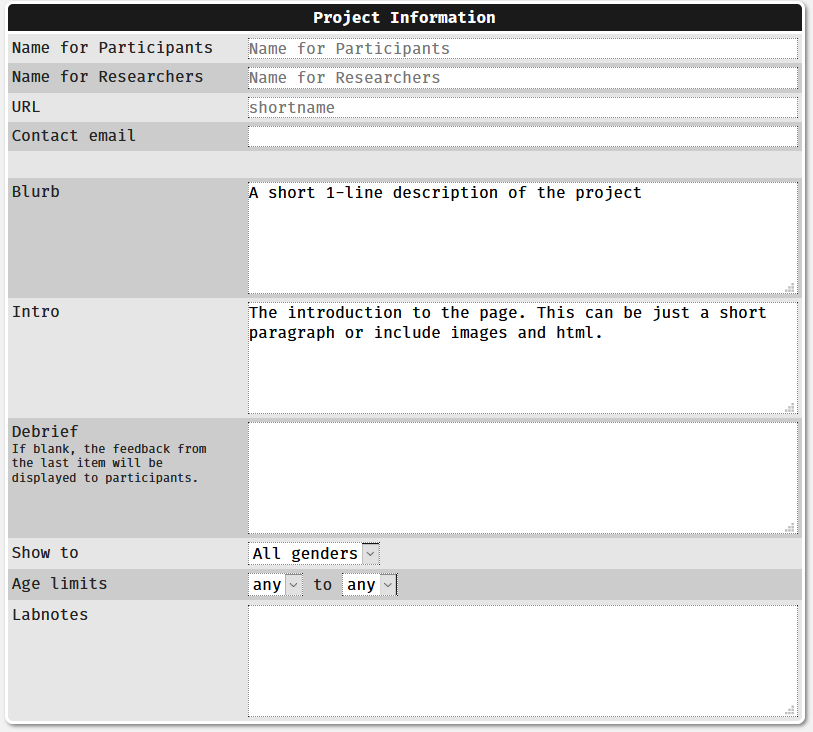 Project Information
Name for Participants
Name for Participants
Name for Researchers
Name for Researchers
URL
shortname
Contact email
Blurb
A short 1-line description of the project
Intro
The introduction to the page. This can be just a short
paragraph or include images and html.
Debrief
If blank, the feedback from
the last item will be
displayed to participants.
Show to
All genders
Age limits
any to any
Labnotes